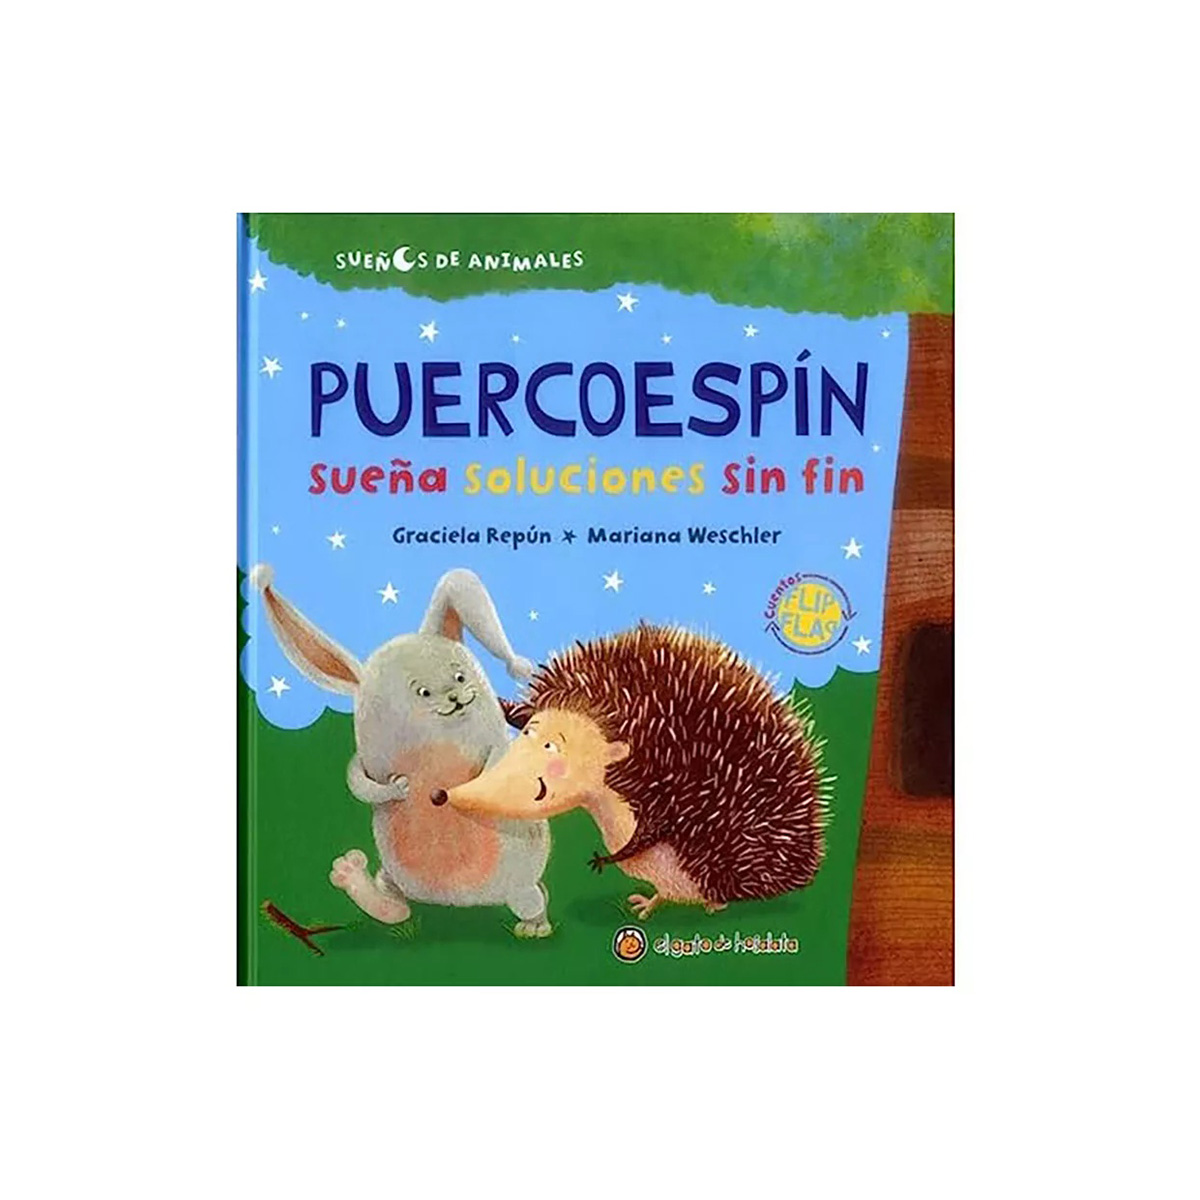 SUEÑOS DE ANIMALES
PUERCOESPÍN
sueña soluciones sin fin
Graciela Repún ★ Mariana Weschler
Cuentos
FLIP
FLAP
el gato de hojalata